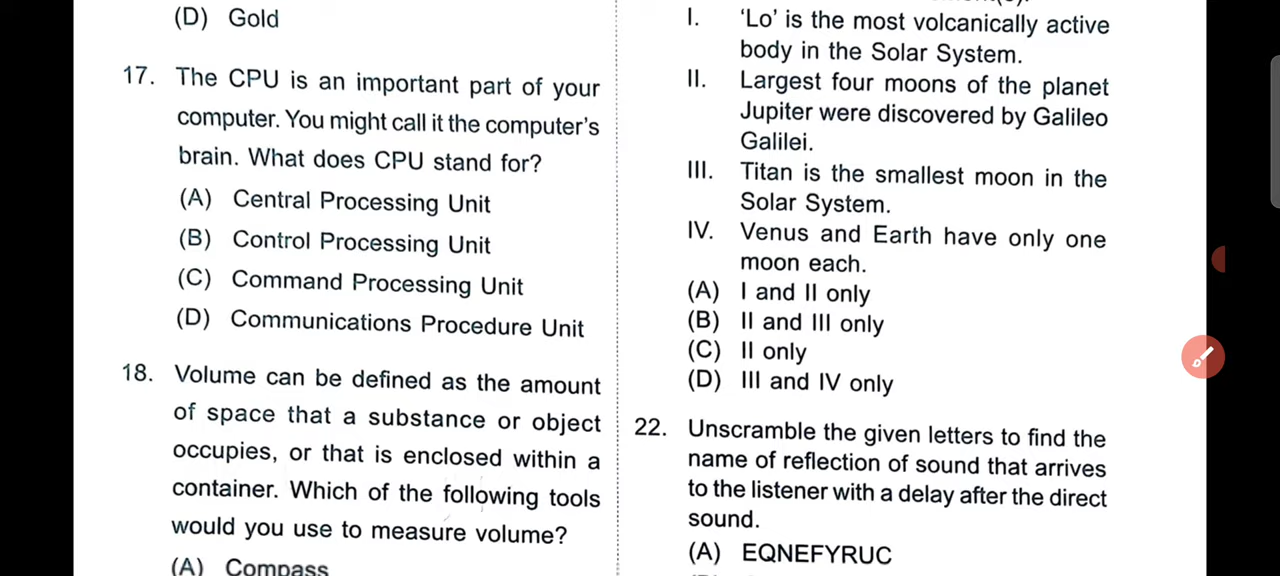 (D) Gold
17. The CPU is an important part of your
computer. You might call it the computer's
brain. What does CPU stand for?
(A) Central Processing Unit
(B) Control Processing Unit
(C) Command Processing Unit
(D) Communications Procedure Unit
18. Volume can be defined as the amount
of space that a substance or object
occupies, or that is enclosed within a
container. Which of the following tools
would you use to measure volume?
(A) Compass
I. 'Lo' is the most volcanically active
body in the Solar System.
II. Largest four moons of the planet
Jupiter were discovered by Galileo
Galilei.
III. Titan is the smallest moon in the
Solar System.
IV. Venus and Earth have only one
moon each.
(A) I and II only
(B) II and III only
(C) II only
(D) III and IV only
22. Unscramble the given letters to find the
name of reflection of sound that arrives
to the listener with a delay after the direct
sound.
(A) EQNEFYRUC